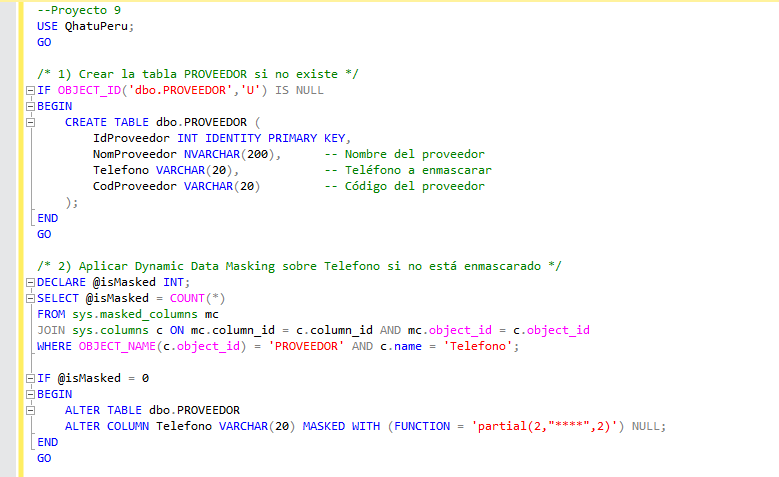 --Proyecto 9
USE QhatuPeru;
GO
/* 1) Crear la tabla PROVEEDOR si no existe */
IF OBJECT_ID('dbo.PROVEEDOR','U') IS NULL
BEGIN
    CREATE TABLE dbo.PROVEEDOR (
        IdProveedor INT IDENTITY PRIMARY KEY,
        NomProveedor NVARCHAR(200),      -- Nombre del proveedor
        Telefono VARCHAR(20),            -- Teléfono a enmascarar
        CodProveedor VARCHAR(20)         -- Código del proveedor
    );
END
GO
/* 2) Aplicar Dynamic Data Masking sobre Telefono si no está enmascarado */
DECLARE @isMasked INT;
SELECT @isMasked = COUNT(*)
FROM sys.masked_columns mc
JOIN sys.columns c ON mc.column_id = c.column_id AND mc.object_id = c.object_id
WHERE OBJECT_NAME(c.object_id) = 'PROVEEDOR' AND c.name = 'Telefono';
IF @isMasked = 0
BEGIN
    ALTER TABLE dbo.PROVEEDOR
    ALTER COLUMN Telefono VARCHAR(20) MASKED WITH (FUNCTION = 'partial(2,"****",2)') NULL;
END
GO